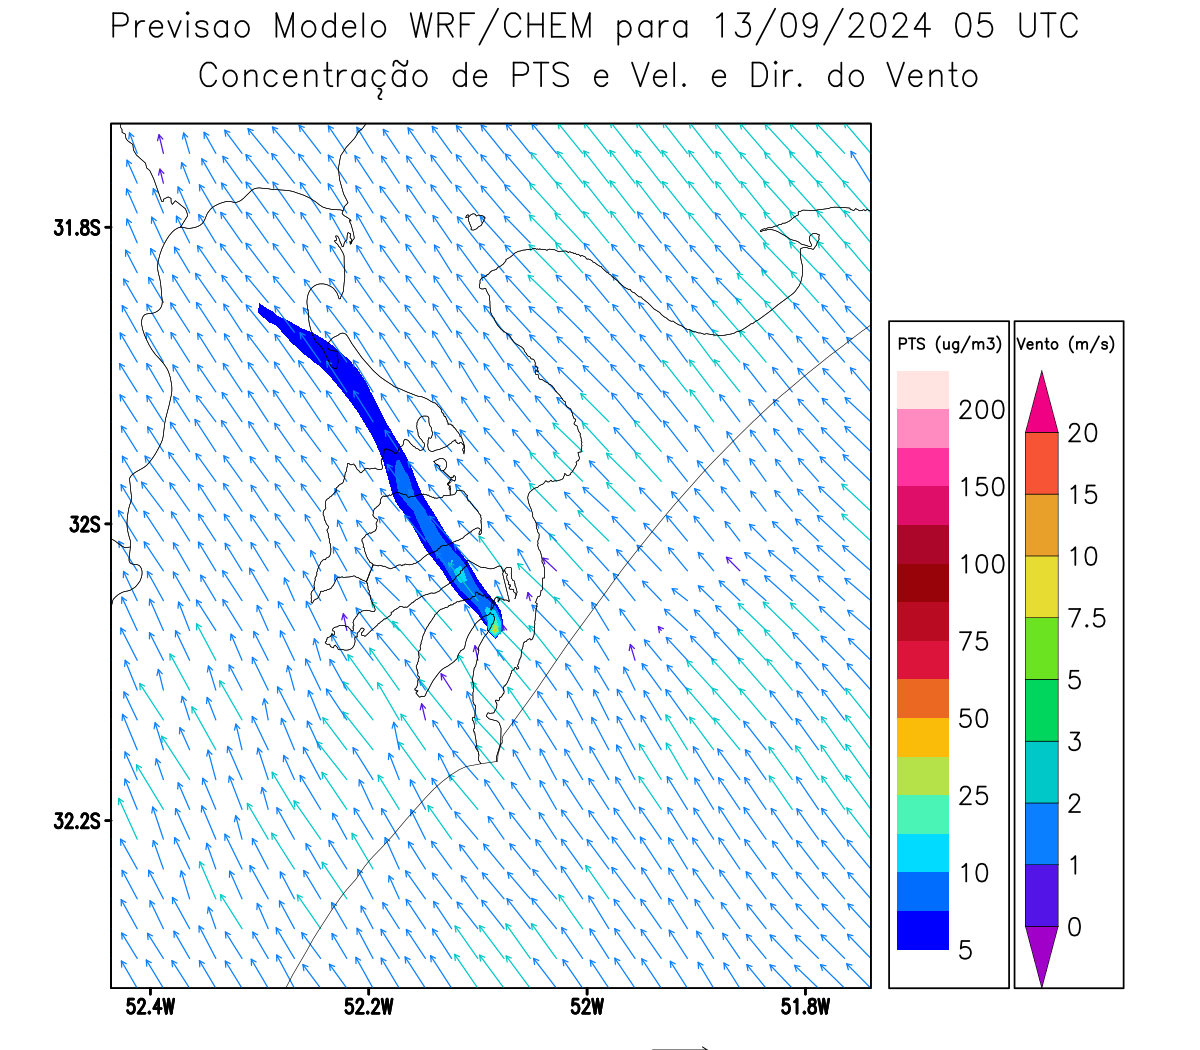 Previsao Modelo WRF/CHEM para 13/09/2024 05 UTC
Concentração de PTS e Vel. e Dir. do Vento
31.8S
32S
32.2S
52.4W
52.2W
52W
51.8W
PTS (ug/m3)
200
150
100
75
50
25
10
5
Vento (m/s)
20
15
10
7.5
5
3
2
1
0